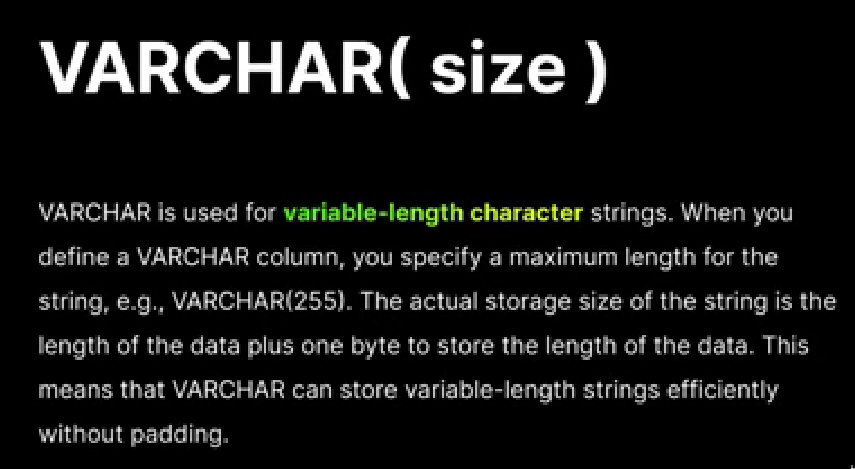 VARCHAR( size )
VARCHAR is used for variable-length character strings. When you
define a VARCHAR column, you specify a maximum length for the
string, e.g., VARCHAR(255). The actual storage size of the string is the
length of the data plus one byte to store the length of the data. This
means that VARCHAR can store variable-length strings efficiently
without padding.